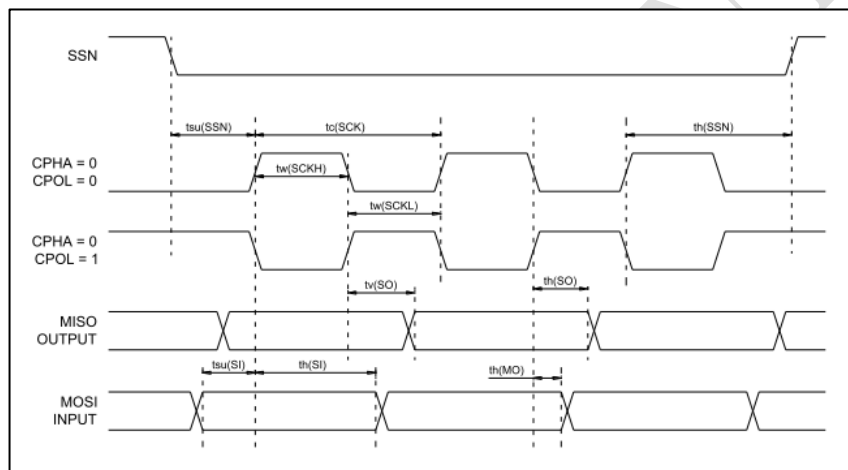 SSN
tsu(SSN)
tc(SCK)
th(SSN)
CPHA = 0
CPOL = 0
tw(SCKH)
tw(SCKL)
CPHA = 0
CPOL = 1
tv(SO)
th(SO)
MISO
OUTPUT
tsu(SI)
th(SI)
th(MO)
MOSI
INPUT